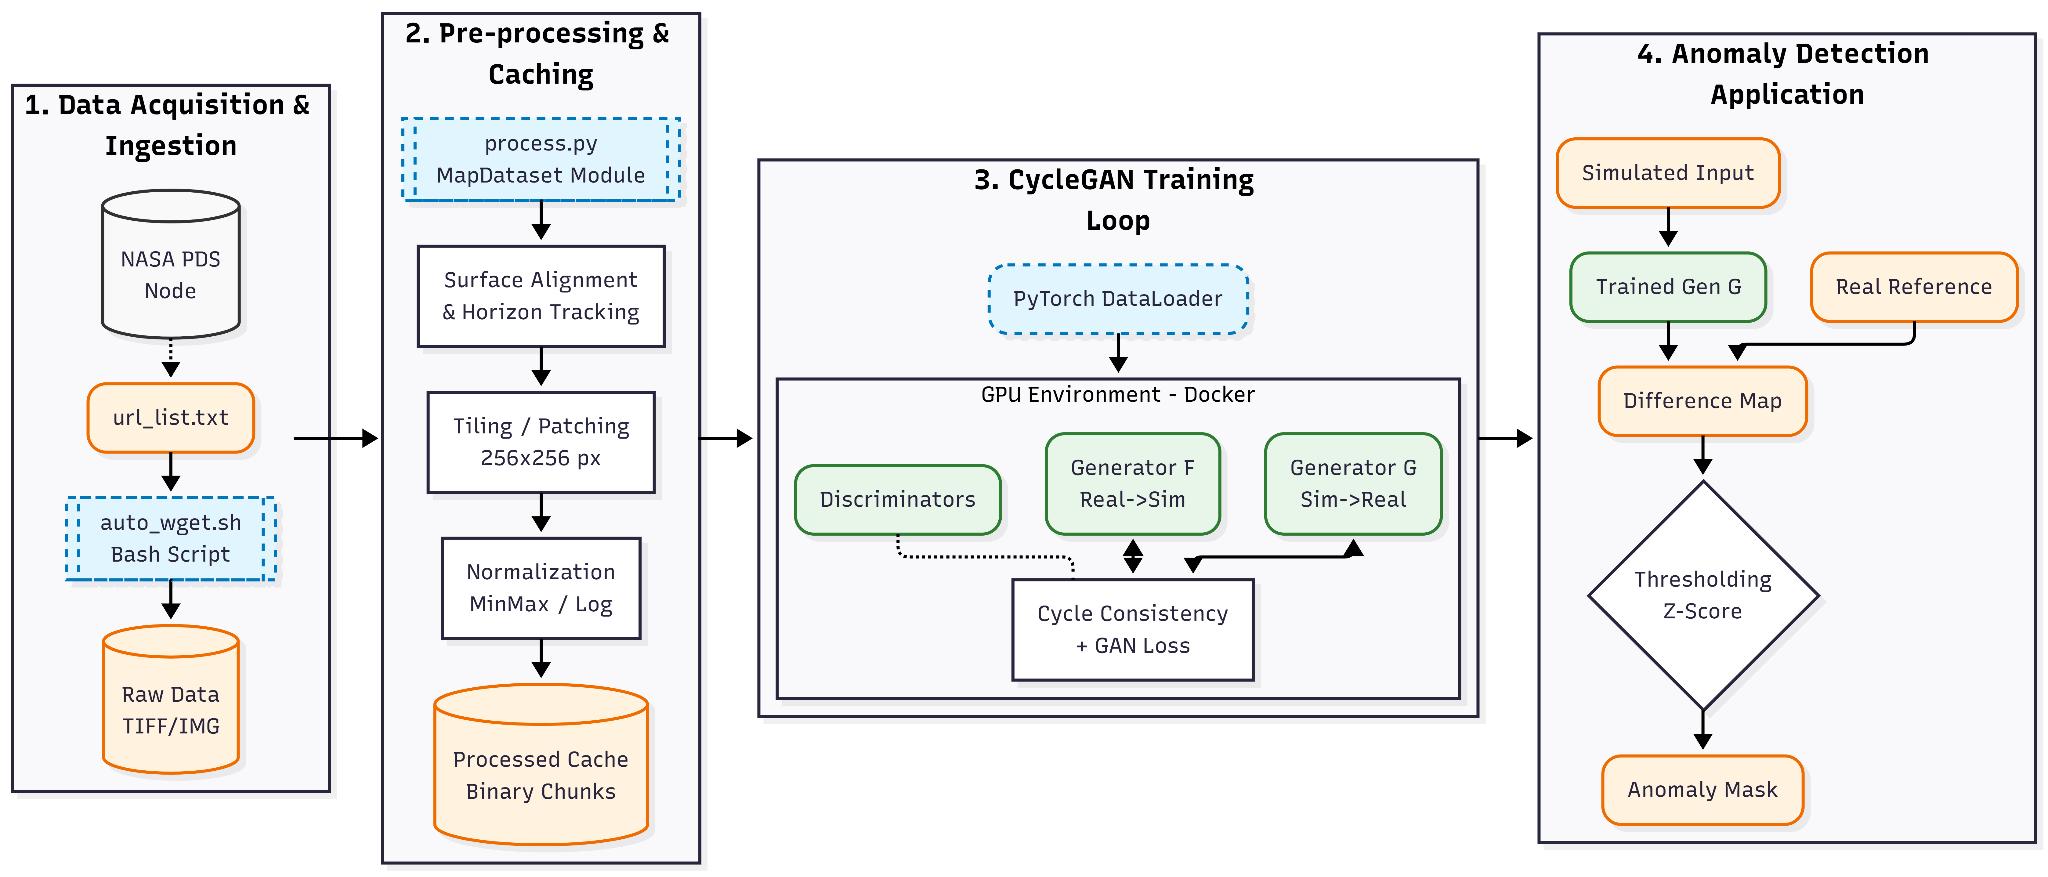 1. Data Acquisition &
Ingestion
NASA PDS
Node
url_list.txt
auto_wget.sh
Bash Script
Raw Data
TIFF/IMG
2. Pre-processing &
Caching
process.py
MapDataset Module
Surface Alignment
& Horizon Tracking
Tiling / Patching
256x256 px
Normalization
MinMax / Log
Processed Cache
Binary Chunks
3. CycleGAN Training
Loop
PyTorch DataLoader
GPU Environment - Docker
Discriminators
Generator F
Real->Sim
Generator G
Sim->Real
Cycle Consistency
+ GAN Loss
4. Anomaly Detection
Application
Simulated Input
Trained Gen G
Real Reference
Difference Map
Thresholding
Z-Score
Anomaly Mask